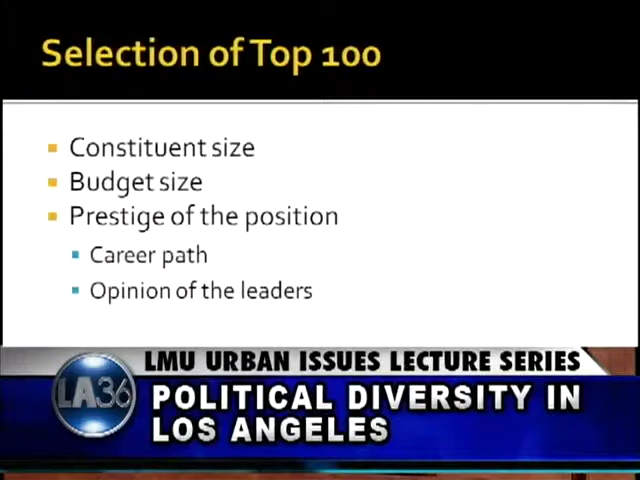 Selection of Top 100
Constituent size
Budget size
Prestige of the position
Career path
Opinion of the leaders
LMU URBAN ISSUES LECTURE SERIES
LA36
POLITICAL DIVERSITY IN
LOS ANGELES